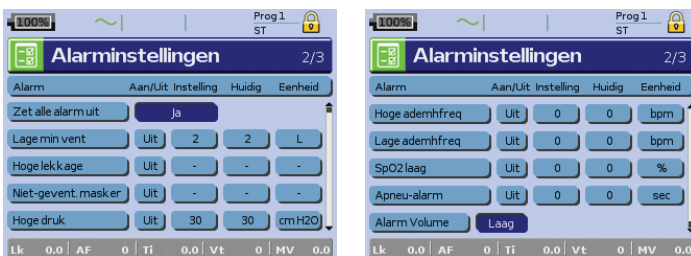 100% Prog 1
ST
Alarminstellingen 2/3
Alarm Aan/Uit Instelling Huidig Eenheid
Zet alle alarm uit Ja
Lage min vent Uit 2 2 L
Hoge lekkage Uit - - -
Niet-gevent. masker Uit - - -
Hoge druk Uit 30 30 cm H2O
Lk 0.0 AF 0 Ti 0.0 Vt 0 MV 0.0
100% Prog 1
ST
Alarminstellingen 2/3
Alarm Aan/Uit Instelling Huidig Eenheid
Hoge ademhfreq Uit 0 0 bpm
Lage ademhfreq Uit 0 0 bpm
SpO2 laag Uit 0 0 %
Apneu-alarm Uit 0 0 sec
Alarm Volume Laag
Lk 0.0 AF 0 Ti 0.0 Vt 0 MV 0.0